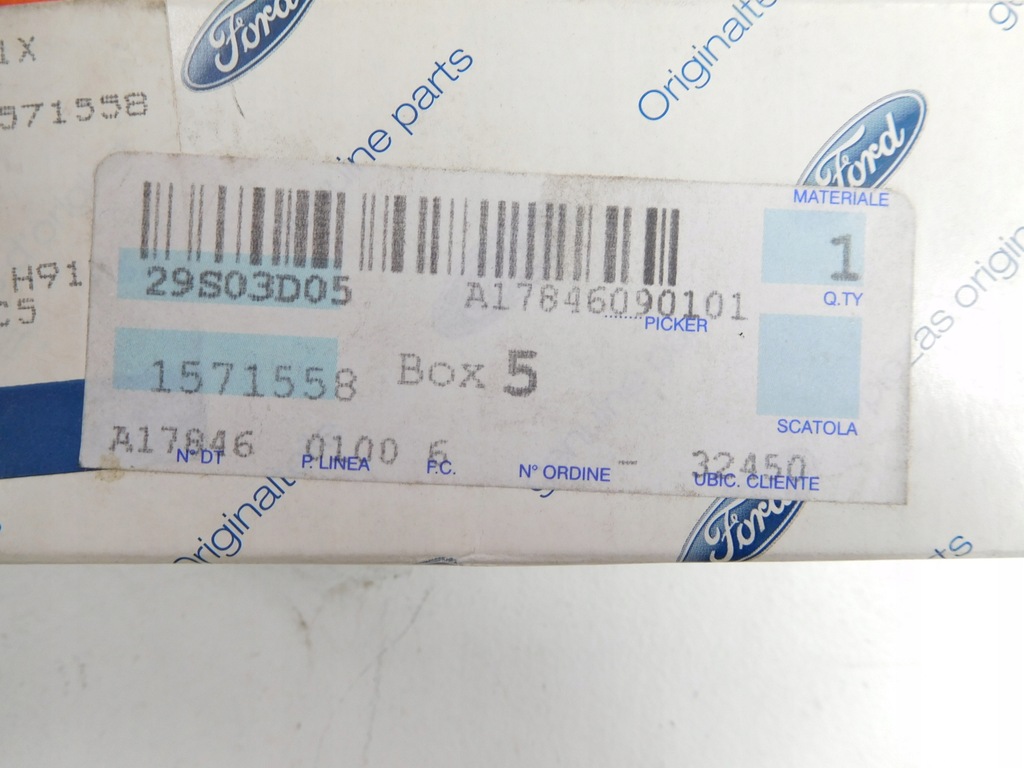 1X
571558
H91
C5
Ford
ine parts
Originalte
Ford
as origin
MATERIALE
29S03D05
A17846090101
1
Q.TY
PICKER
1571558
Box 5
SCATOLA
A17846 0100 6 - 32450
N° DT P. LINEA F.C. N° ORDINE UBIC. CLIENTE
Originalt
Ford
ts